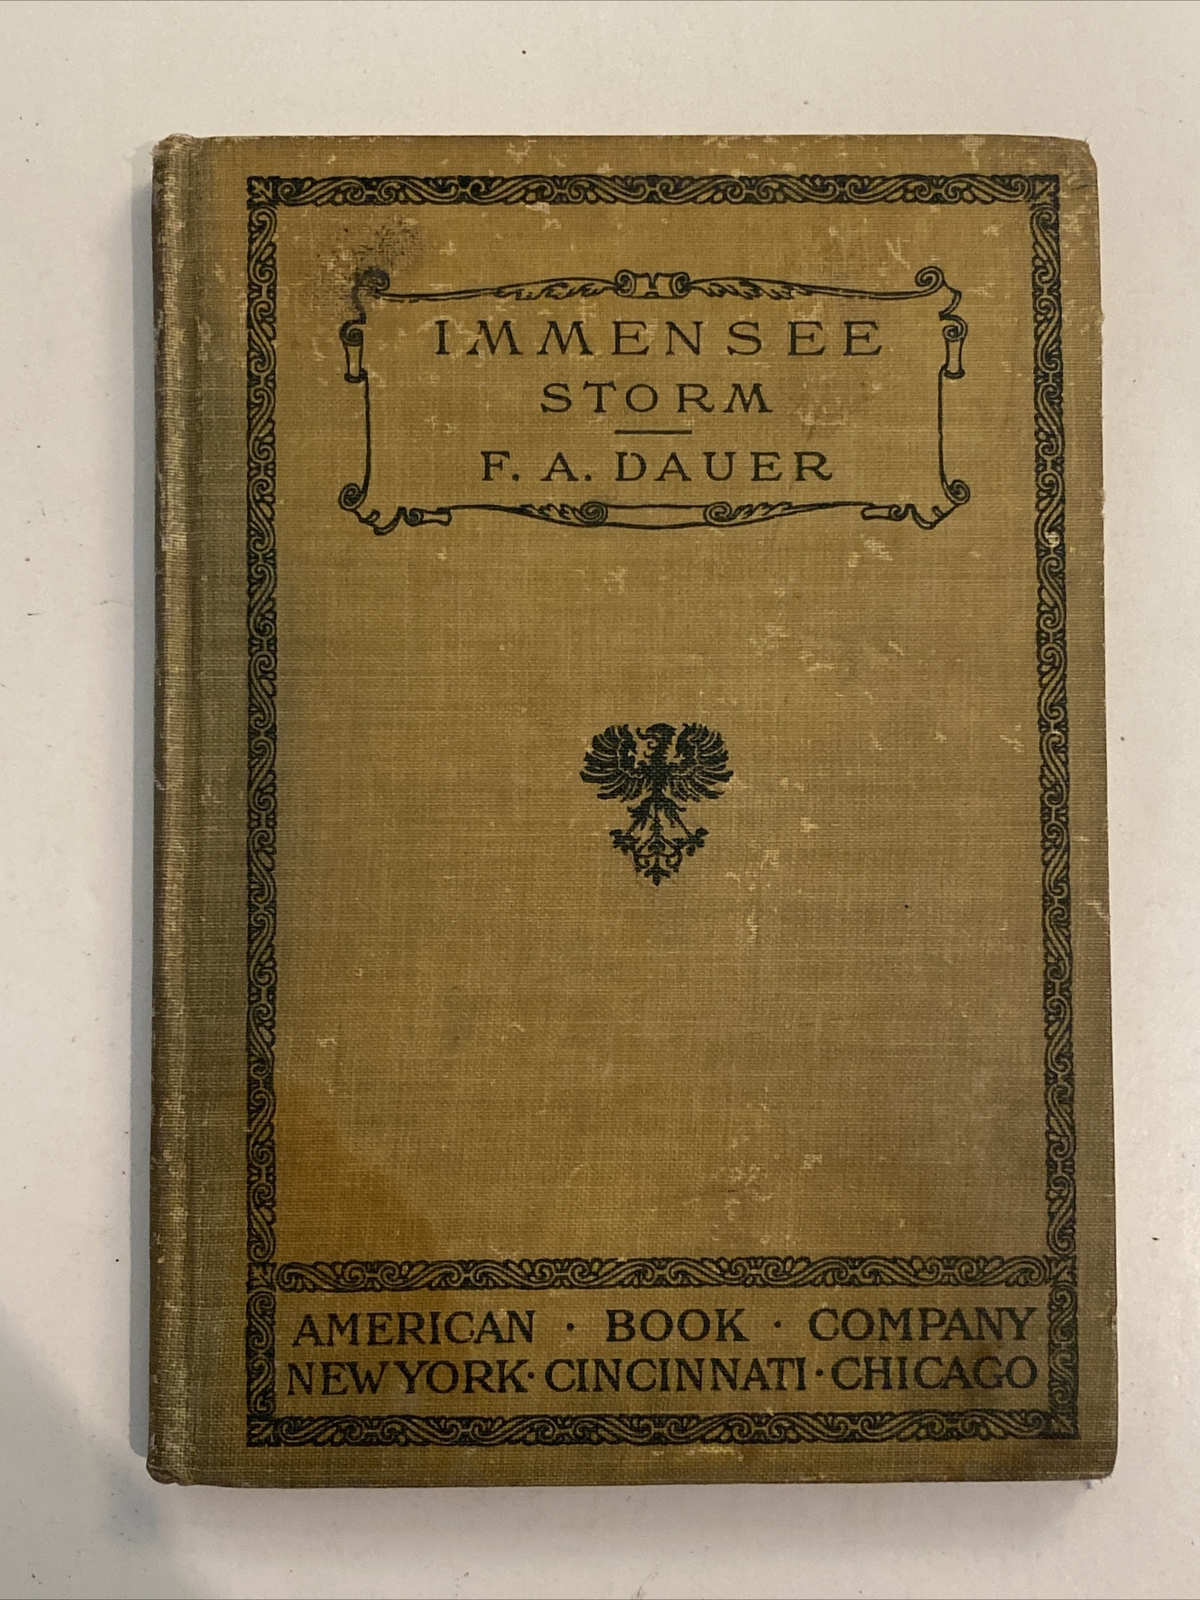 IMMENSEE
STORM
F. A. DAUER
AMERICAN · BOOK · COMPANY
NEW YORK · CINCINNATI · CHICAGO